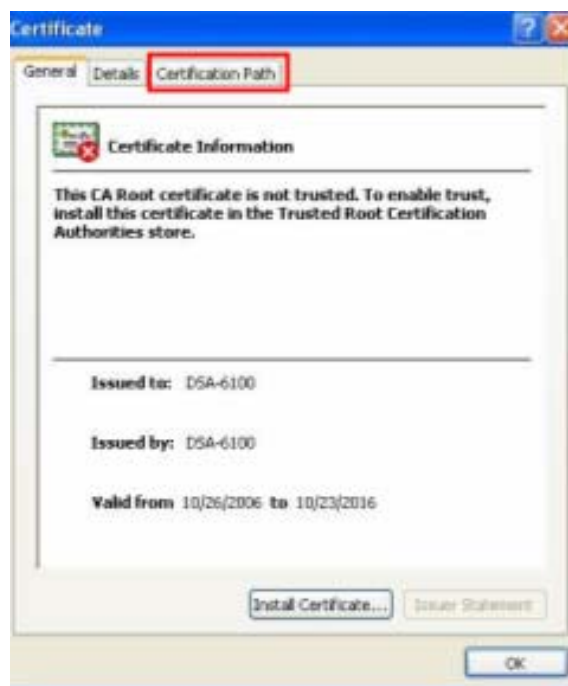 Certificate
General Details Certification Path
Certificate Information
This CA Root certificate is not trusted. To enable trust,
install this certificate in the Trusted Root Certification
Authorities store.
Issued to: DSA-6100
Issued by: DSA-6100
Valid from 10/26/2006 to 10/23/2016
Install Certificate... Issuer Statement
OK